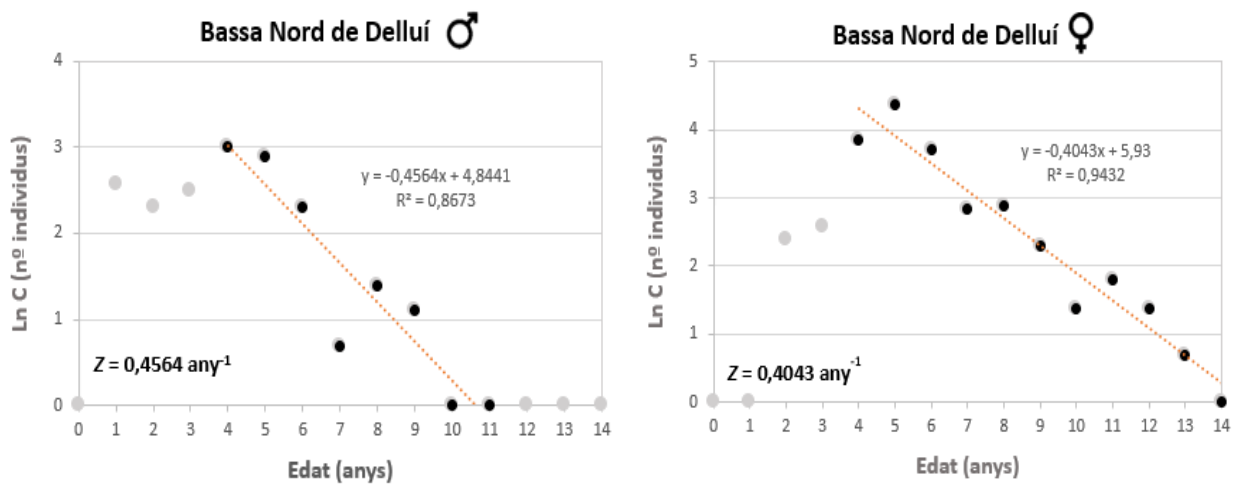 Bassa Nord de Delluí ♂
4
3
2
1
0
Ln C (nº individus)
y = -0,4564x + 4,8441
R² = 0,8673
Z = 0,4564 any⁻¹
0 1 2 3 4 5 6 7 8 9 10 11 12 13 14
Edat (anys)
Bassa Nord de Delluí ♀
5
4
3
2
1
0
Ln C (nº individus)
y = -0,4043x + 5,93
R² = 0,9432
Z = 0,4043 any⁻¹
0 1 2 3 4 5 6 7 8 9 10 11 12 13 14
Edat (anys)